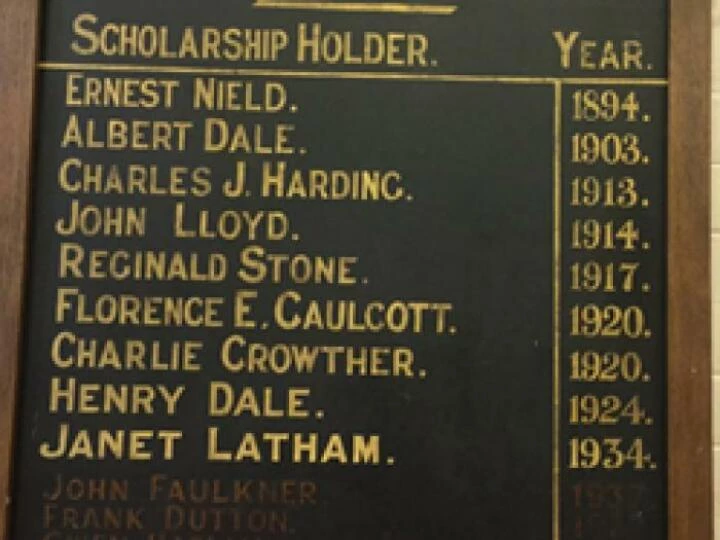 SCHOLARSHIP HOLDER. YEAR.
ERNEST NIELD. 1894.
ALBERT DALE. 1903.
CHARLES J. HARDING. 1913.
JOHN LLOYD. 1914.
REGINALD STONE. 1917.
FLORENCE E. CAULCOTT. 1920.
CHARLIE CROWTHER. 1920.
HENRY DALE. 1924.
JANET LATHAM. 1934.
JOHN FAULKNER
FRANK DUTTON.